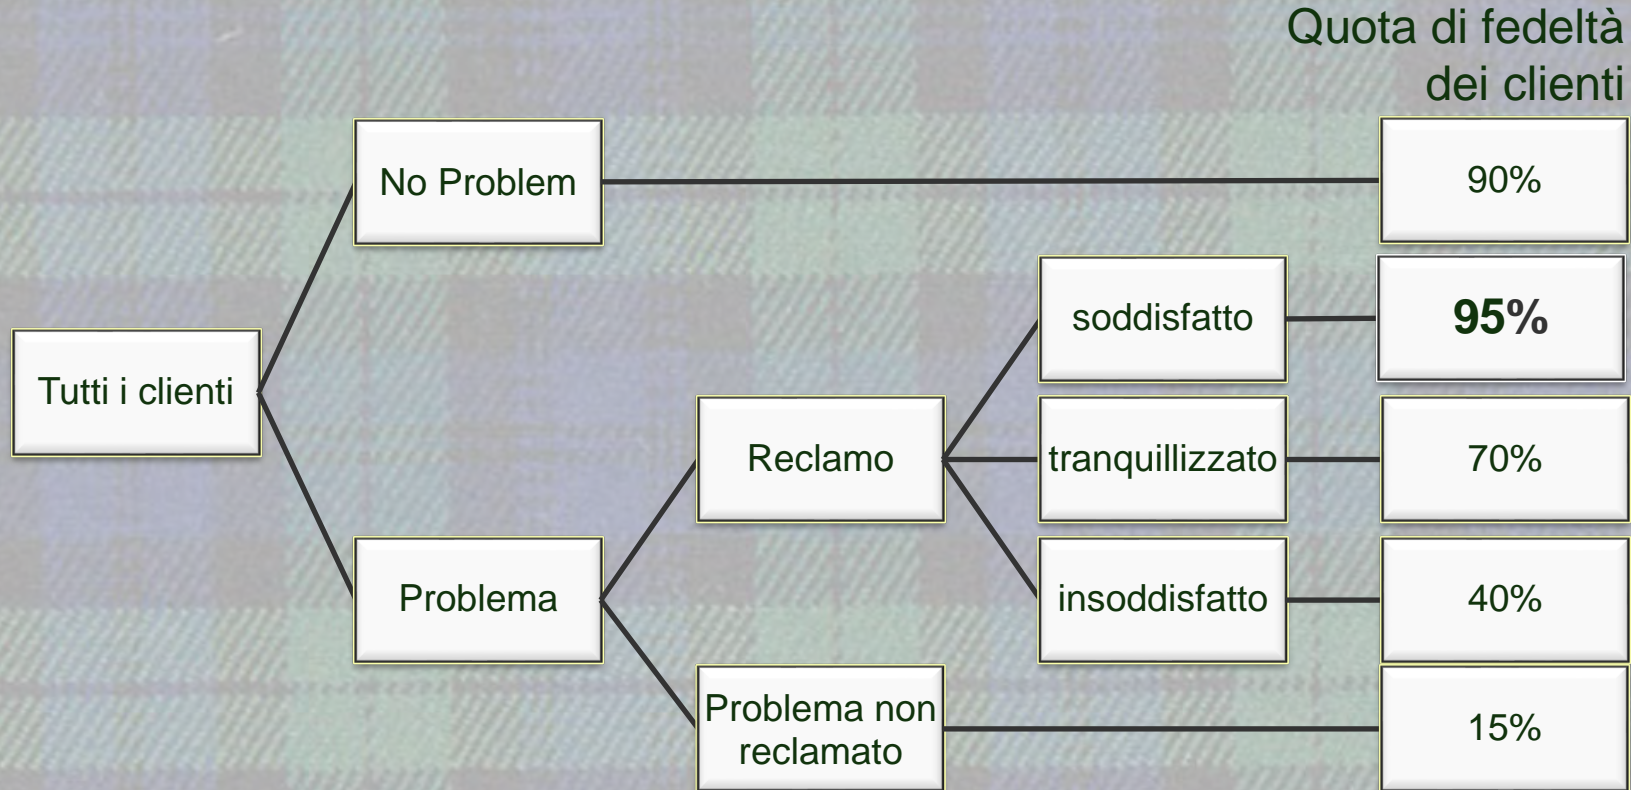 Quota di fedeltà
dei clienti
No Problem
90%
soddisfatto
95%
Tutti i clienti
Reclamo
tranquillizzato
70%
Problema
insoddisfatto
40%
Problema non
reclamato
15%